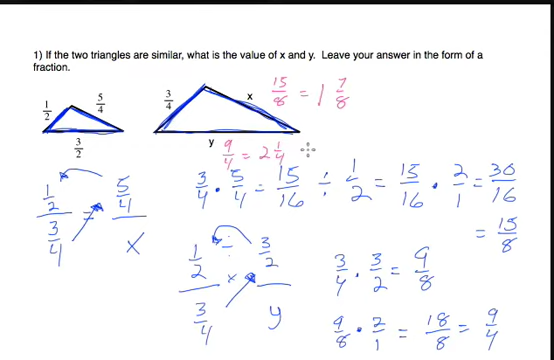 1) If the two triangles are similar, what is the value of x and y. Leave your answer in the form of a
fraction.
1/2 5/4 3/2
3/4 x 15/8 = 1 7/8
y 9/4 = 2 1/4
(1/2)/(3/4) = (5/4)/x
3/4 · 5/4 = 15/16 ÷ 1/2 = 15/16 · 2/1 = 30/16
= 15/8
(1/2)/(3/4) ÷ × (3/2)/y
3/4 · 3/2 = 9/8
9/8 · 2/1 = 18/8 = 9/4